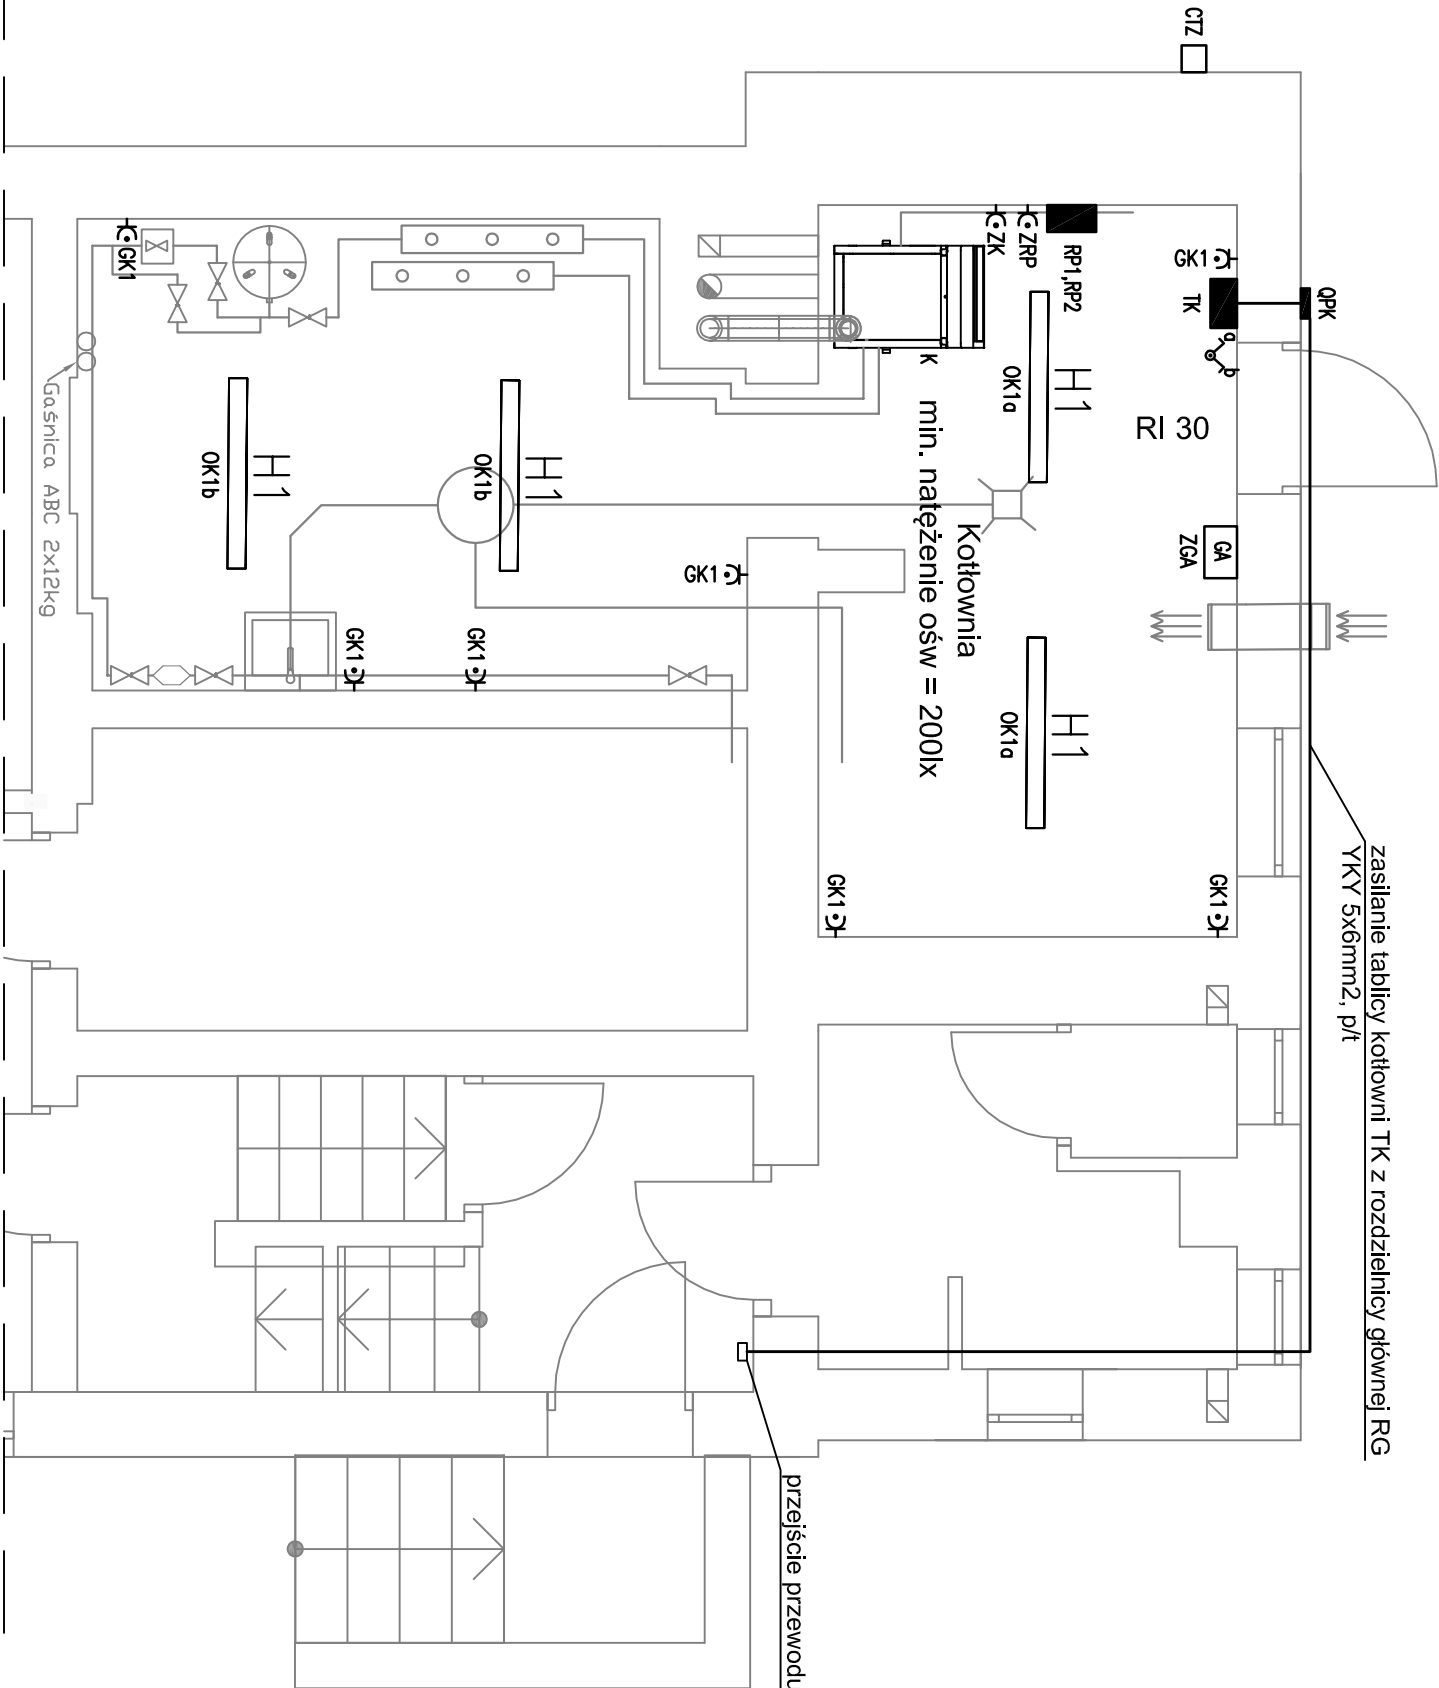 CTZ
QPK
GK1
TK
a
b
RP1,RP2
ZRP
ZK
K
H1
OK1a
RI 30
GA
ZGA
Kotłownia
min. natężenie ośw = 200lx
H1
OK1a
H1
OK1b
H1
OK1b
GK1
GK1
GK1
GK1
GK1
GK1
Gaśnica ABC 2x12kg
zasilanie tablicy kotłowni TK z rozdzielnicy głównej RG
YKY 5x6mm2, p/t
przejście przewodu